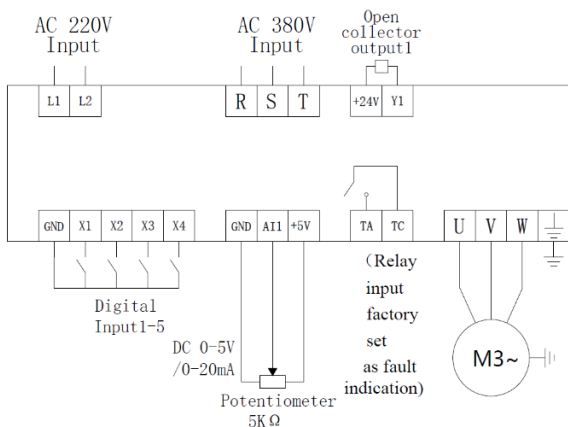 AC 220V
Input
AC 380V
Input
Open
collector
output1
L1 L2
R S T
+24V Y1
GND X1 X2 X3 X4
GND AI1 +5V
TA TC
U V W
Digital
Input1-5
DC 0-5V
/0-20mA
Potentiometer
5KΩ
(Relay
input
factory
set
as fault
indication)
M3~